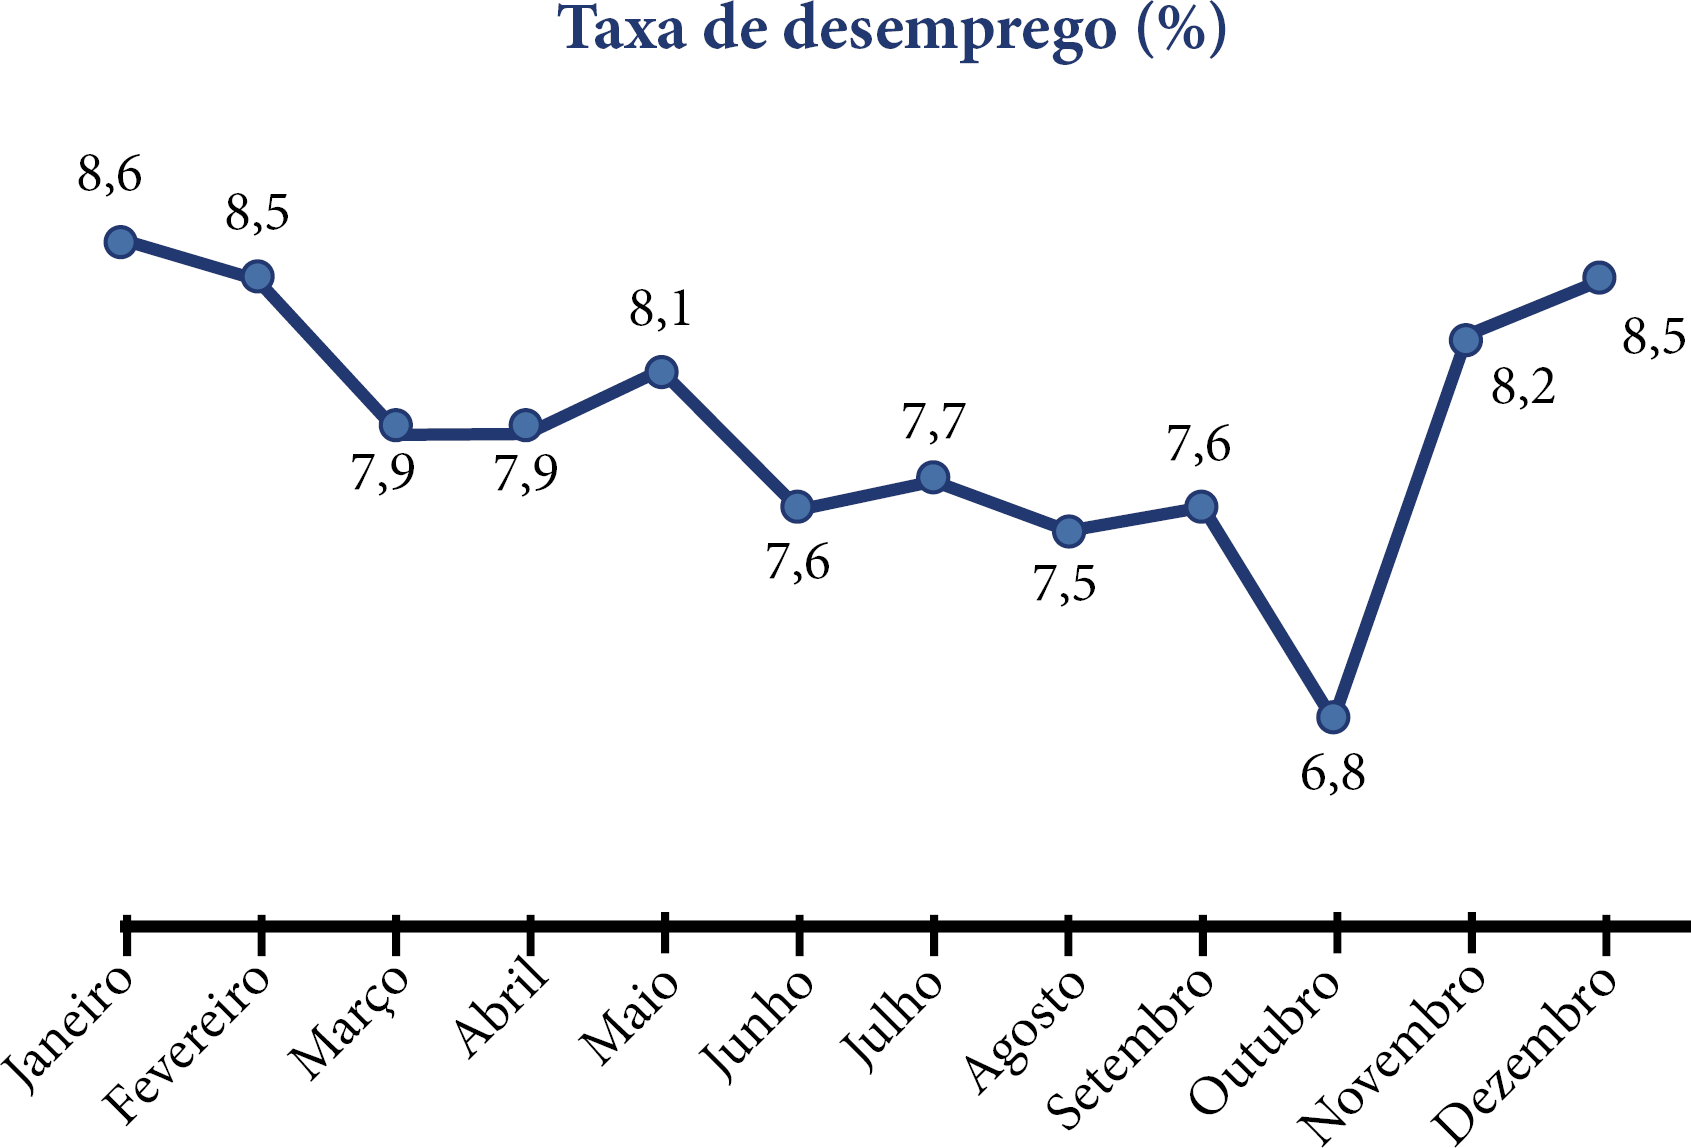 Taxa de desemprego (%)
8,6
8,5
7,9
7,9
8,1
7,6
7,7
7,5
7,6
6,8
8,2
8,5
Janeiro
Fevereiro
Março
Abril
Maio
Junho
Julho
Agosto
Setembro
Outubro
Novembro
Dezembro